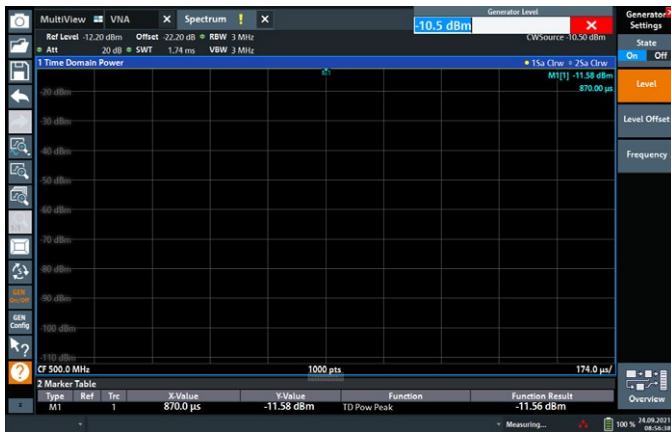 MultiView VNA X Spectrum ! X
Generator Level
-10.5 dBm
Generator Settings
Ref Level -12.20 dBm Offset -22.20 dB RBW 3 MHz
CWSource -10.50 dBm
Att 20 dB SWT 1.74 ms VBW 3 MHz
State
On Off
1 Time Domain Power
1Sa Clrw 2Sa Clrw
M1
M1[1] -11.58 dBm
870.00 µs
Level
-20 dBm
-30 dBm
Level Offset
-40 dBm
Frequency
-50 dBm
-60 dBm
-70 dBm
-80 dBm
GEN On/Off
-90 dBm
GEN Config
-100 dBm
-110 dBm
CF 500.0 MHz 1000 pts 174.0 µs/
2 Marker Table
Type Ref Trc X-Value Y-Value Function Function Result
M1 1 870.0 µs -11.58 dBm TD Pow Peak -11.56 dBm
Overview
Measuring...
100 % 24.09.2021
08:56:38